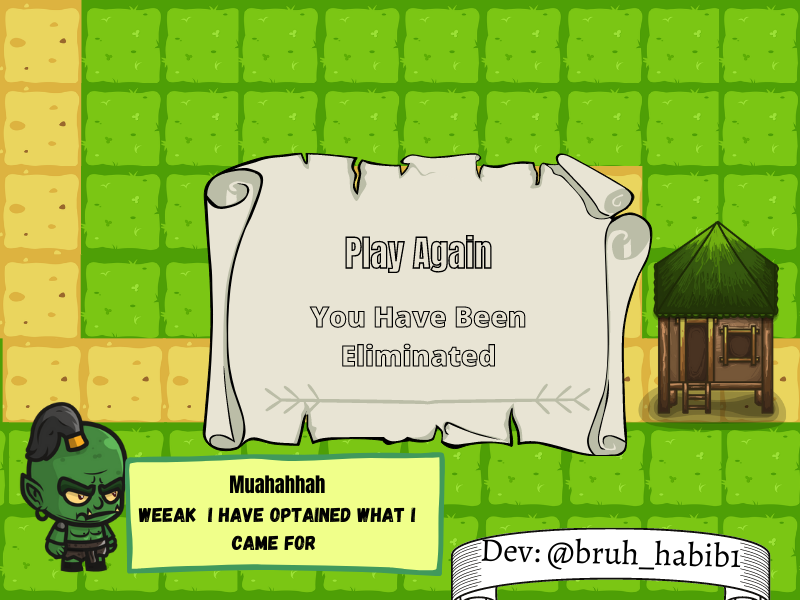 Play Again
You Have Been
Eliminated
Muahahhah
WEEAK I HAVE OPTAINED WHAT I
CAME FOR
Dev: @bruh_habib1